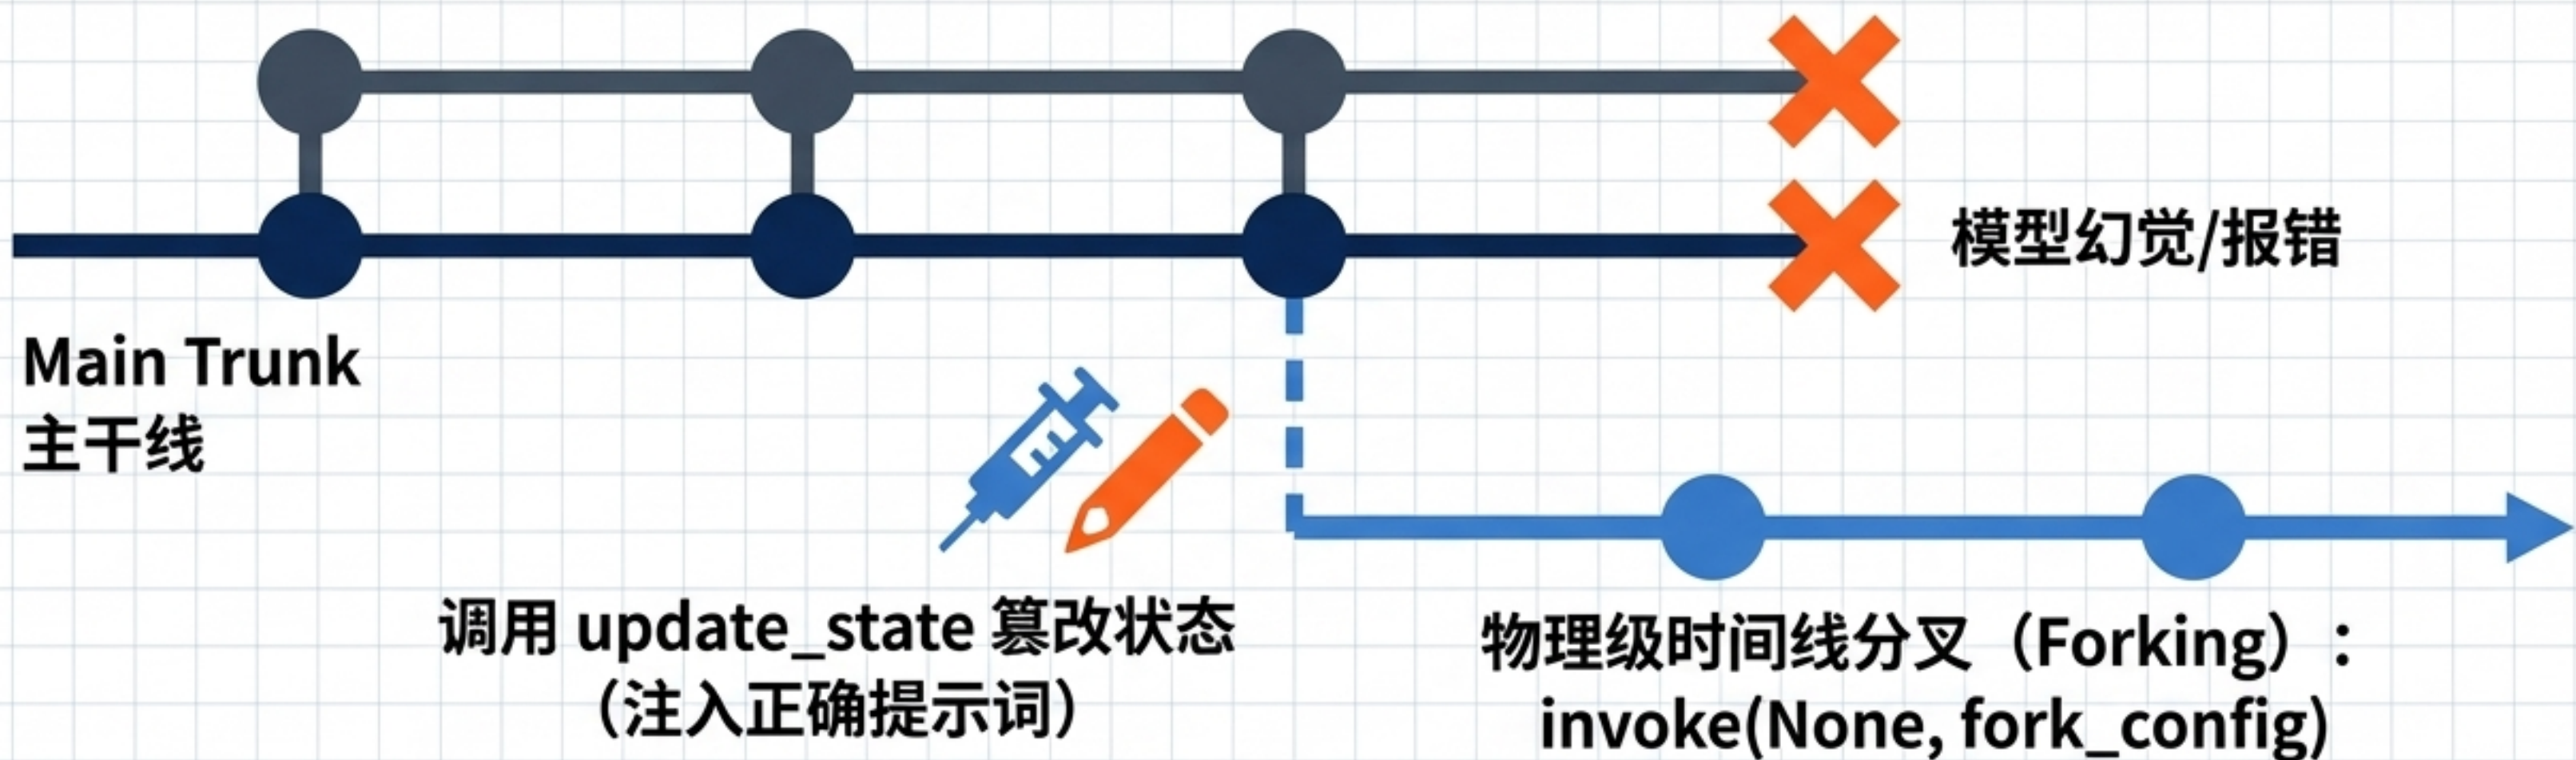 模型幻觉/报错
Main Trunk
主干线
调用 update_state 篡改状态
（注入正确提示词）
物理级时间线分叉（Forking）：
invoke(None, fork_config)